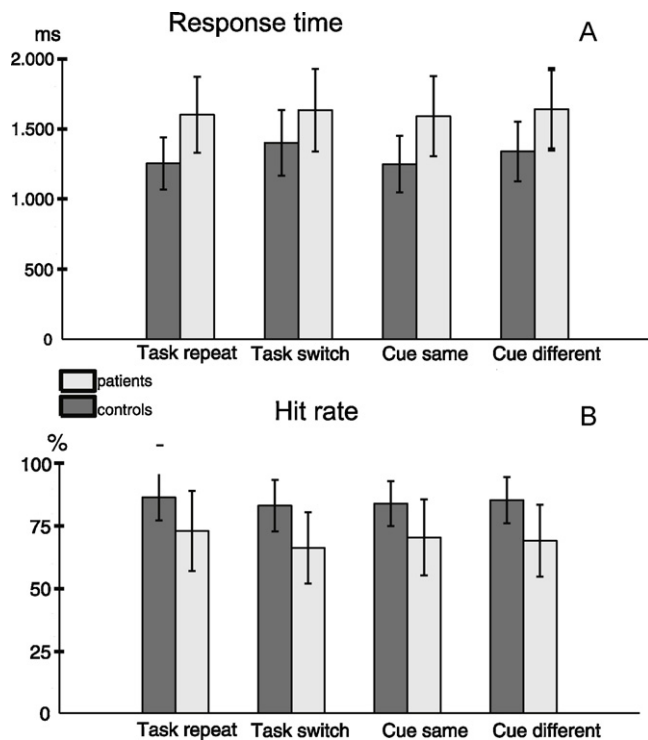 Response time
A
ms
2.000
1.500
1.000
500
0
Task repeat Task switch Cue same Cue different
patients
controls
Hit rate
B
%
100
75
50
25
0
Task repeat Task switch Cue same Cue different